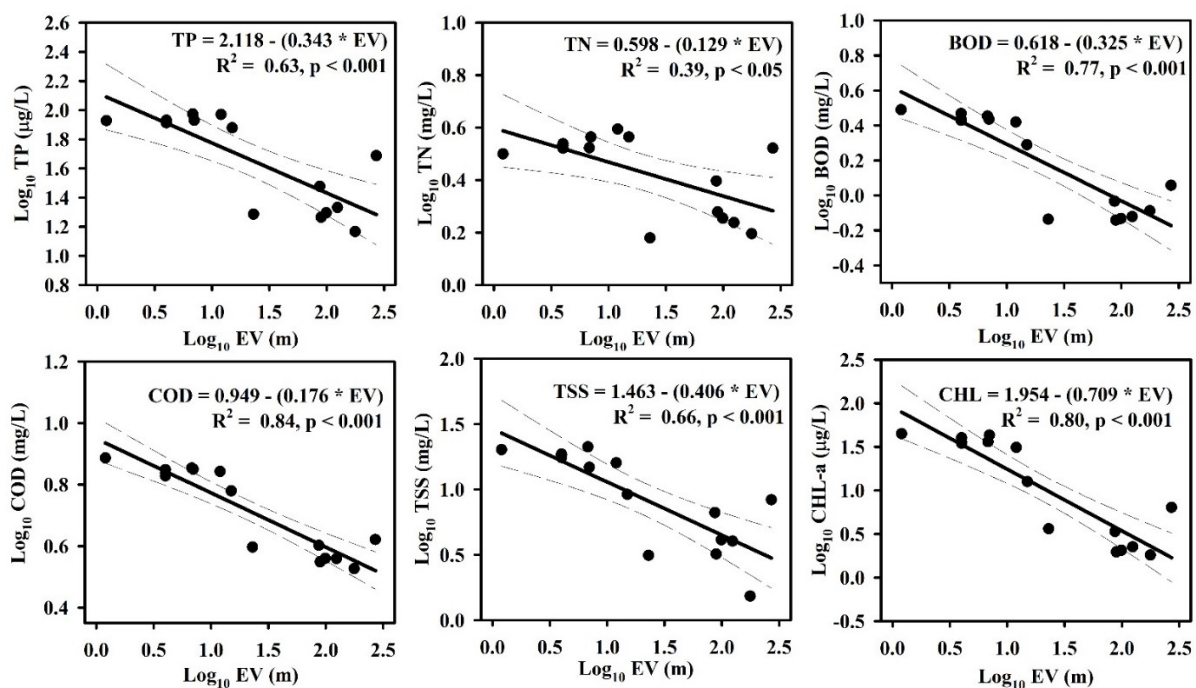 TP = 2.118 - (0.343 * EV)
R² = 0.63, p < 0.001
Log₁₀ TP (µg/L)
2.6
2.4
2.2
2.0
1.8
1.6
1.4
1.2
1.0
0.8
0.0 0.5 1.0 1.5 2.0 2.5
Log₁₀ EV (m)
TN = 0.598 - (0.129 * EV)
R² = 0.39, p < 0.05
Log₁₀ TN (mg/L)
1.0
0.8
0.6
0.4
0.2
0.0
0.0 0.5 1.0 1.5 2.0 2.5
Log₁₀ EV (m)
BOD = 0.618 - (0.325 * EV)
R² = 0.77, p < 0.001
Log₁₀ BOD (mg/L)
1.0
0.8
0.6
0.4
0.2
-0.0
-0.2
-0.4
0.0 0.5 1.0 1.5 2.0 2.5
Log₁₀ EV (m)
COD = 0.949 - (0.176 * EV)
R² = 0.84, p < 0.001
Log₁₀ COD (mg/L)
1.2
1.0
0.8
0.6
0.4
0.0 0.5 1.0 1.5 2.0 2.5
Log₁₀ EV (m)
TSS = 1.463 - (0.406 * EV)
R² = 0.66, p < 0.001
Log₁₀ TSS (mg/L)
2.0
1.5
1.0
0.5
0.0
0.0 0.5 1.0 1.5 2.0 2.5
Log₁₀ EV (m)
CHL = 1.954 - (0.709 * EV)
R² = 0.80, p < 0.001
Log₁₀ CHL-a (µg/L)
2.5
2.0
1.5
1.0
0.5
0.0
-0.5
0.0 0.5 1.0 1.5 2.0 2.5
Log₁₀ EV (m)